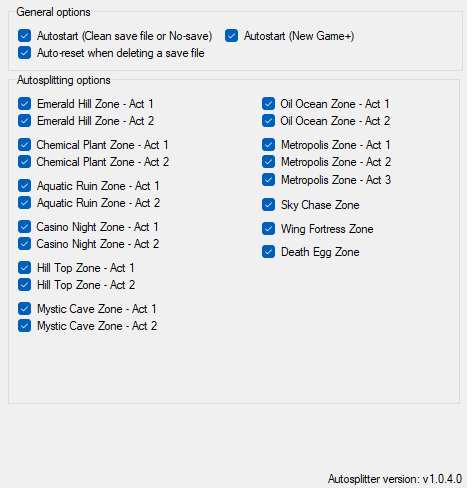 General options
Autostart (Clean save file or No-save)
Autostart (New Game+)
Auto-reset when deleting a save file
Autosplitting options
Emerald Hill Zone - Act 1
Emerald Hill Zone - Act 2
Chemical Plant Zone - Act 1
Chemical Plant Zone - Act 2
Aquatic Ruin Zone - Act 1
Aquatic Ruin Zone - Act 2
Casino Night Zone - Act 1
Casino Night Zone - Act 2
Hill Top Zone - Act 1
Hill Top Zone - Act 2
Mystic Cave Zone - Act 1
Mystic Cave Zone - Act 2
Oil Ocean Zone - Act 1
Oil Ocean Zone - Act 2
Metropolis Zone - Act 1
Metropolis Zone - Act 2
Metropolis Zone - Act 3
Sky Chase Zone
Wing Fortress Zone
Death Egg Zone
Autosplitter version: v1.0.4.0